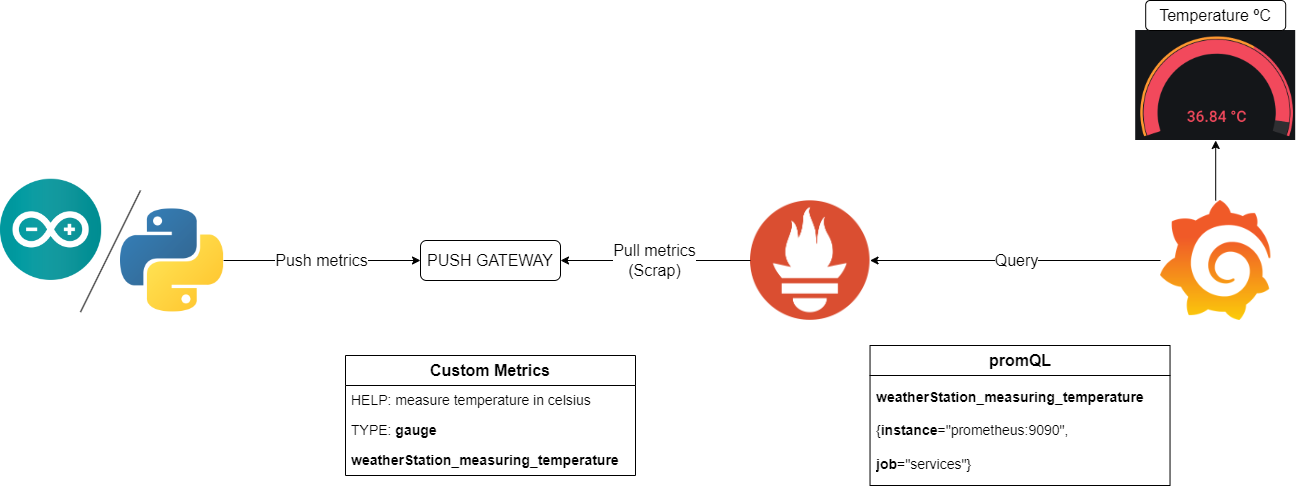 Temperature ºC
36.84 °C
Push metrics
PUSH GATEWAY
Pull metrics
(Scrap)
Query
Custom Metrics
HELP: measure temperature in celsius
TYPE: gauge
weatherStation_measuring_temperature
promQL
weatherStation_measuring_temperature
{instance="prometheus:9090",
job="services"}